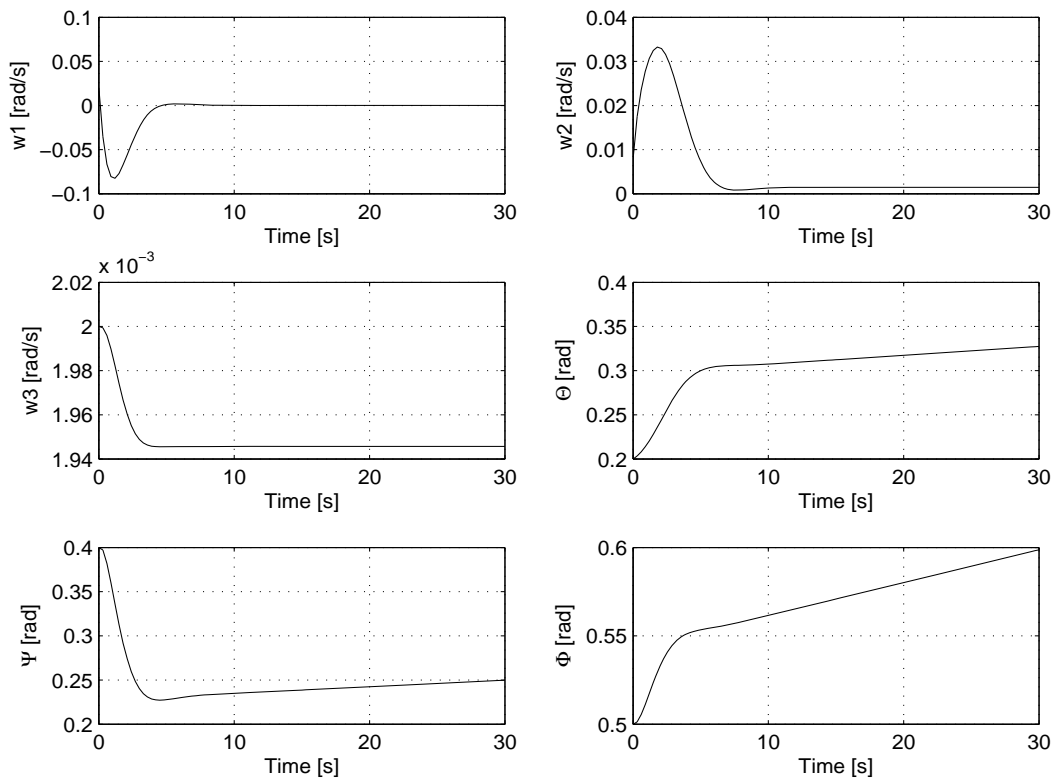 0.1
0.05
0
−0.05
−0.1
w1 [rad/s]
0 10 20 30
Time [s]
0.04
0.03
0.02
0.01
0
w2 [rad/s]
0 10 20 30
Time [s]
x 10−3
2.02
2
1.98
1.96
1.94
w3 [rad/s]
0 10 20 30
Time [s]
0.4
0.35
0.3
0.25
0.2
Θ [rad]
0 10 20 30
Time [s]
0.4
0.35
0.3
0.25
0.2
Ψ [rad]
0 10 20 30
Time [s]
0.6
0.55
0.5
Φ [rad]
0 10 20 30
Time [s]